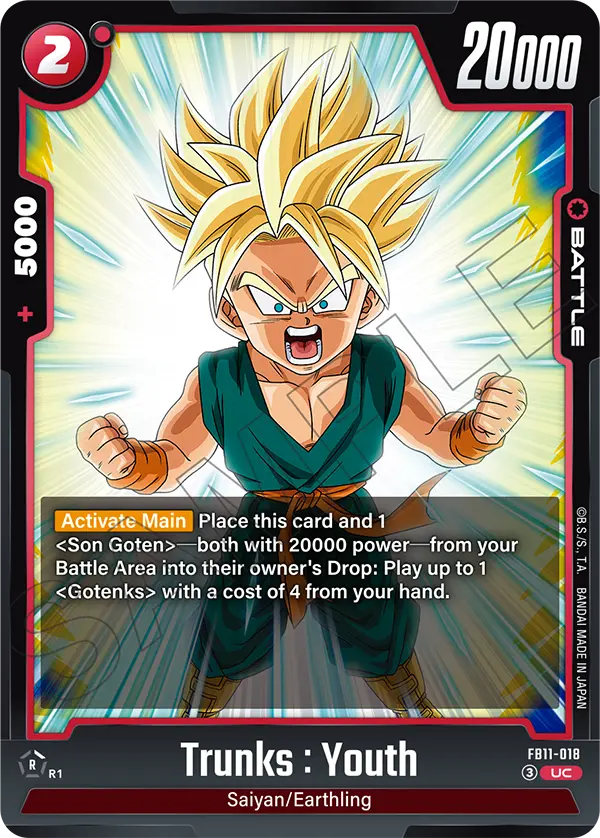 2
20000
+ 5000
BATTLE
SAMPLE
Activate Main Place this card and 1
<Son Goten>—both with 20000 power—from your
Battle Area into their owner's Drop: Play up to 1
<Gotenks> with a cost of 4 from your hand.
©B.S./S., T.A. BANDAI MADE IN JAPAN
Trunks : Youth
FB11-018
R R1
3 UC
Saiyan/Earthling